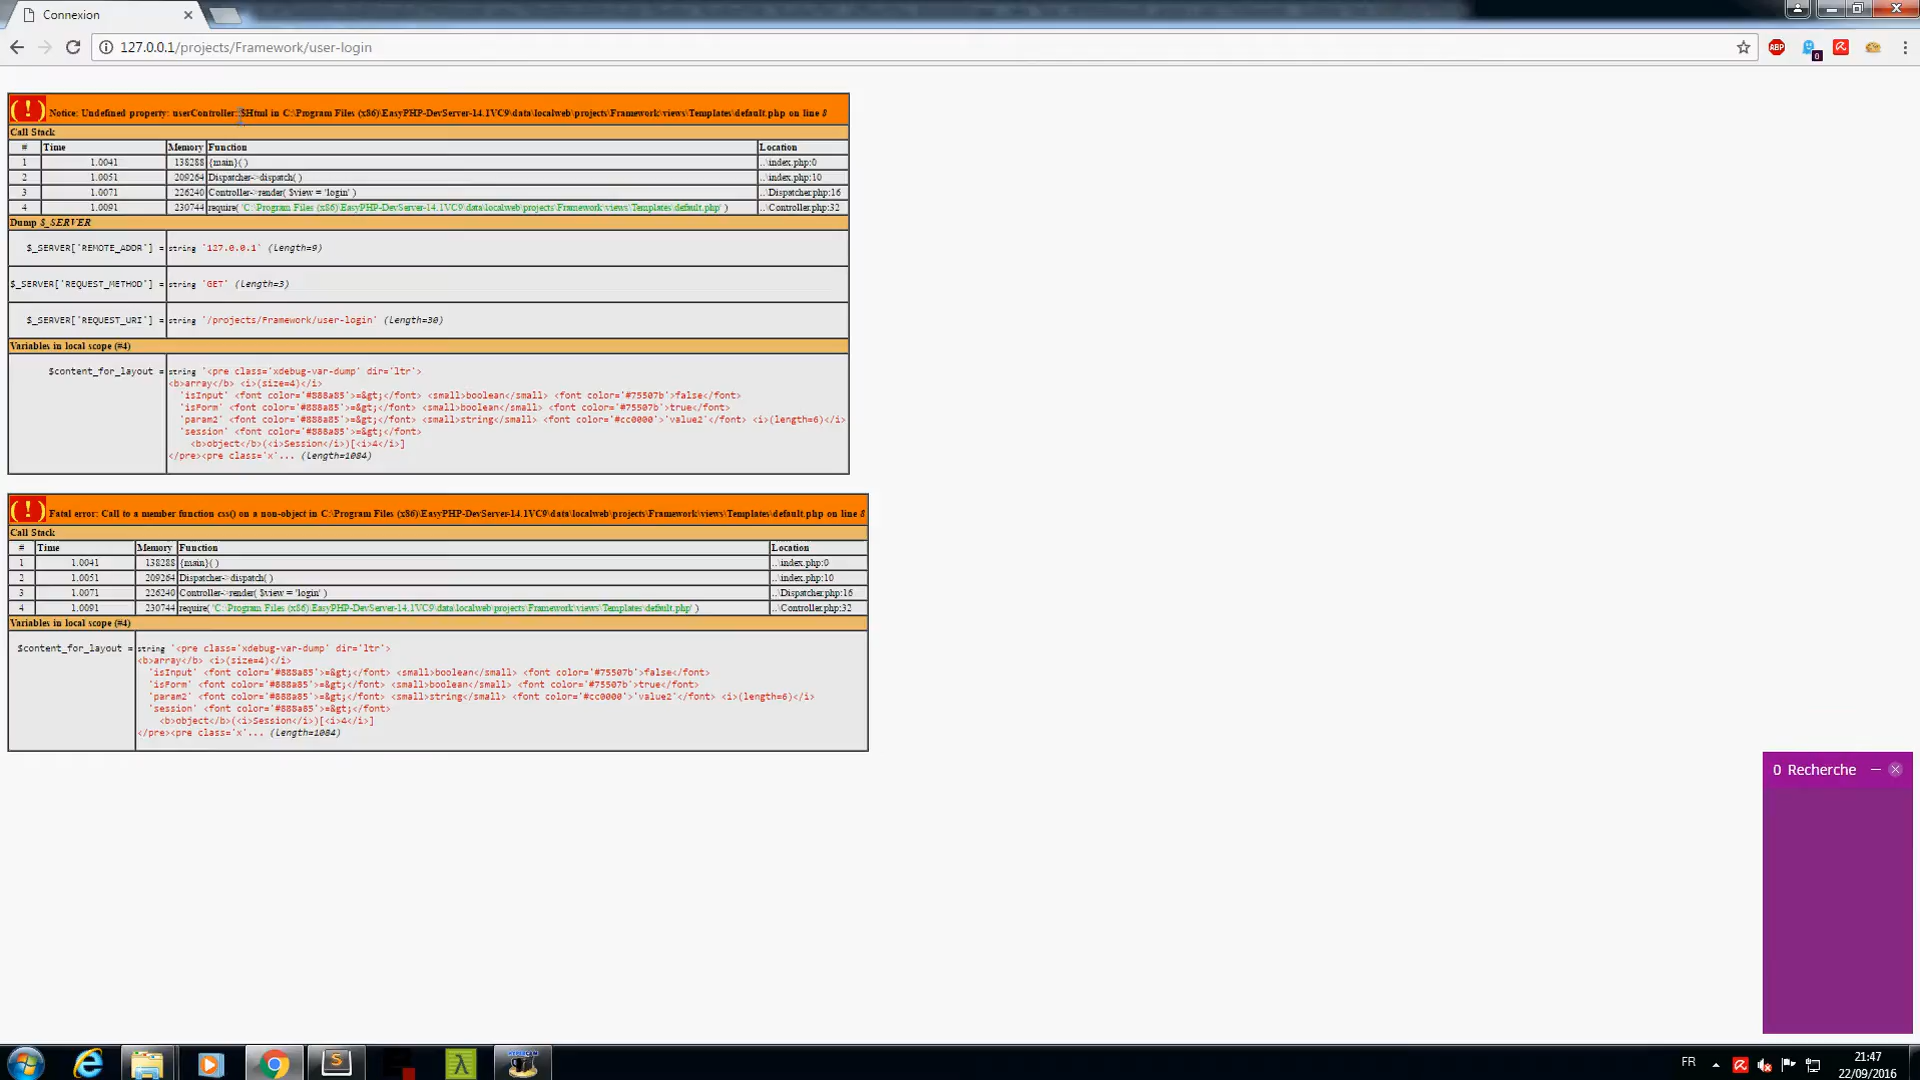 Connexion
127.0.0.1/projects/Framework/user-login
ABP
0
(!) Notice: Undefined property: userController::$Html in C:\Program Files (x86)\EasyPHP-DevServer-14.1VC9\data\localweb\projects\Framework\views\Templates\default.php on line 8
Call Stack
# Time Memory Function Location
1 1.0041 138288 {main}( ) ..\index.php:0
2 1.0051 209264 Dispatcher->dispatch( ) ..\index.php:10
3 1.0071 226240 Controller->render( $view = 'login' ) ..\Dispatcher.php:16
4 1.0091 230744 require( 'C:\Program Files (x86)\EasyPHP-DevServer-14.1VC9\data\localweb\projects\Framework\views\Templates\default.php' ) ..\Controller.php:32
Dump $_SERVER
$_SERVER['REMOTE_ADDR'] = string '127.0.0.1' (length=9)
$_SERVER['REQUEST_METHOD'] = string 'GET' (length=3)
$_SERVER['REQUEST_URI'] = string '/projects/Framework/user-login' (length=30)
Variables in local scope (#4)
$content_for_layout = string '<pre class='xdebug-var-dump' dir='ltr'>
<b>array</b> <i>(size=4)</i>
'isInput' <font color='#888a85'>=&gt;</font> <small>boolean</small> <font color='#75507b'>false</font>
'isForm' <font color='#888a85'>=&gt;</font> <small>boolean</small> <font color='#75507b'>true</font>
'param2' <font color='#888a85'>=&gt;</font> <small>string</small> <font color='#cc0000'>'value2'</font> <i>(length=6)</i>
'session' <font color='#888a85'>=&gt;</font>
<b>object</b>(<i>Session</i>)[<i>4</i>]
</pre><pre class='x'... (length=1084)
(!) Fatal error: Call to a member function css() on a non-object in C:\Program Files (x86)\EasyPHP-DevServer-14.1VC9\data\localweb\projects\Framework\views\Templates\default.php on line 8
Call Stack
# Time Memory Function Location
1 1.0041 138288 {main}( ) ..\index.php:0
2 1.0051 209264 Dispatcher->dispatch( ) ..\index.php:10
3 1.0071 226240 Controller->render( $view = 'login' ) ..\Dispatcher.php:16
4 1.0091 230744 require( 'C:\Program Files (x86)\EasyPHP-DevServer-14.1VC9\data\localweb\projects\Framework\views\Templates\default.php' ) ..\Controller.php:32
Variables in local scope (#4)
$content_for_layout = string '<pre class='xdebug-var-dump' dir='ltr'>
<b>array</b> <i>(size=4)</i>
'isInput' <font color='#888a85'>=&gt;</font> <small>boolean</small> <font color='#75507b'>false</font>
'isForm' <font color='#888a85'>=&gt;</font> <small>boolean</small> <font color='#75507b'>true</font>
'param2' <font color='#888a85'>=&gt;</font> <small>string</small> <font color='#cc0000'>'value2'</font> <i>(length=6)</i>
'session' <font color='#888a85'>=&gt;</font>
<b>object</b>(<i>Session</i>)[<i>4</i>]
</pre><pre class='x'... (length=1084)
0 Recherche
HYPERCAM
FR
21:47
22/09/2016